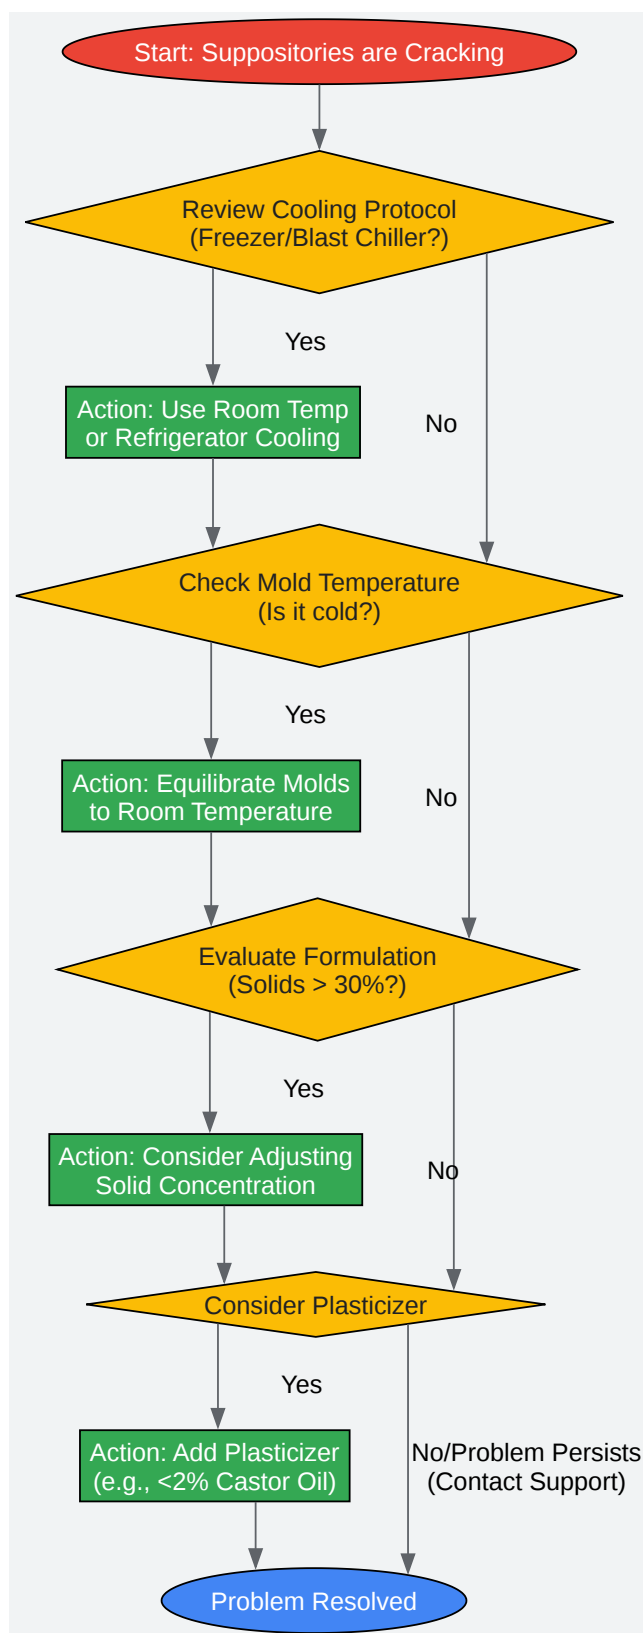 Start: Suppositories are Cracking
Review Cooling Protocol
(Freezer/Blast Chiller?)
Yes
Action: Use Room Temp
or Refrigerator Cooling
No
Check Mold Temperature
(Is it cold?)
Yes
Action: Equilibrate Molds
to Room Temperature
No
Evaluate Formulation
(Solids > 30%?)
Yes
Action: Consider Adjusting
Solid Concentration
No
Consider Plasticizer
Yes
Action: Add Plasticizer
(e.g., <2% Castor Oil)
No/Problem Persists
(Contact Support)
Problem Resolved